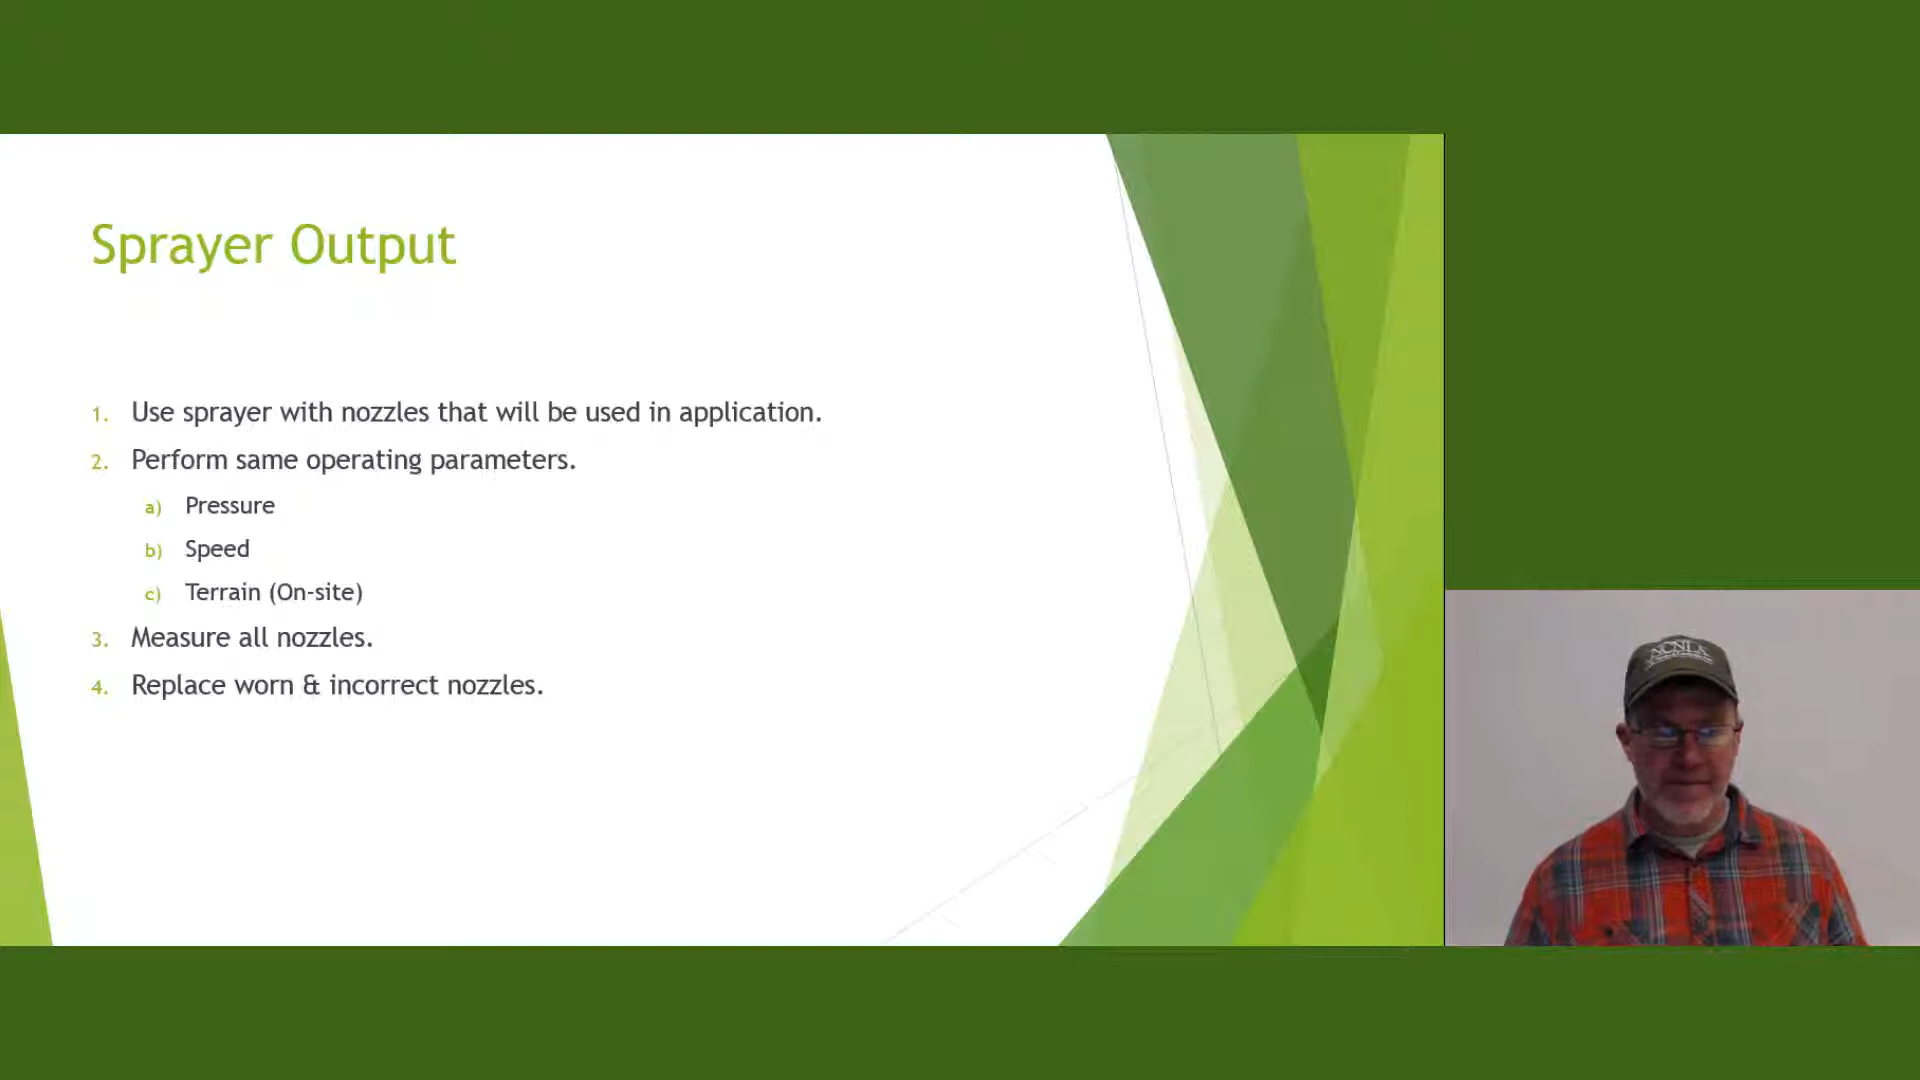 Sprayer Output
1. Use sprayer with nozzles that will be used in application.
2. Perform same operating parameters.
a) Pressure
b) Speed
c) Terrain (On-site)
3. Measure all nozzles.
4. Replace worn & incorrect nozzles.
NCNLA